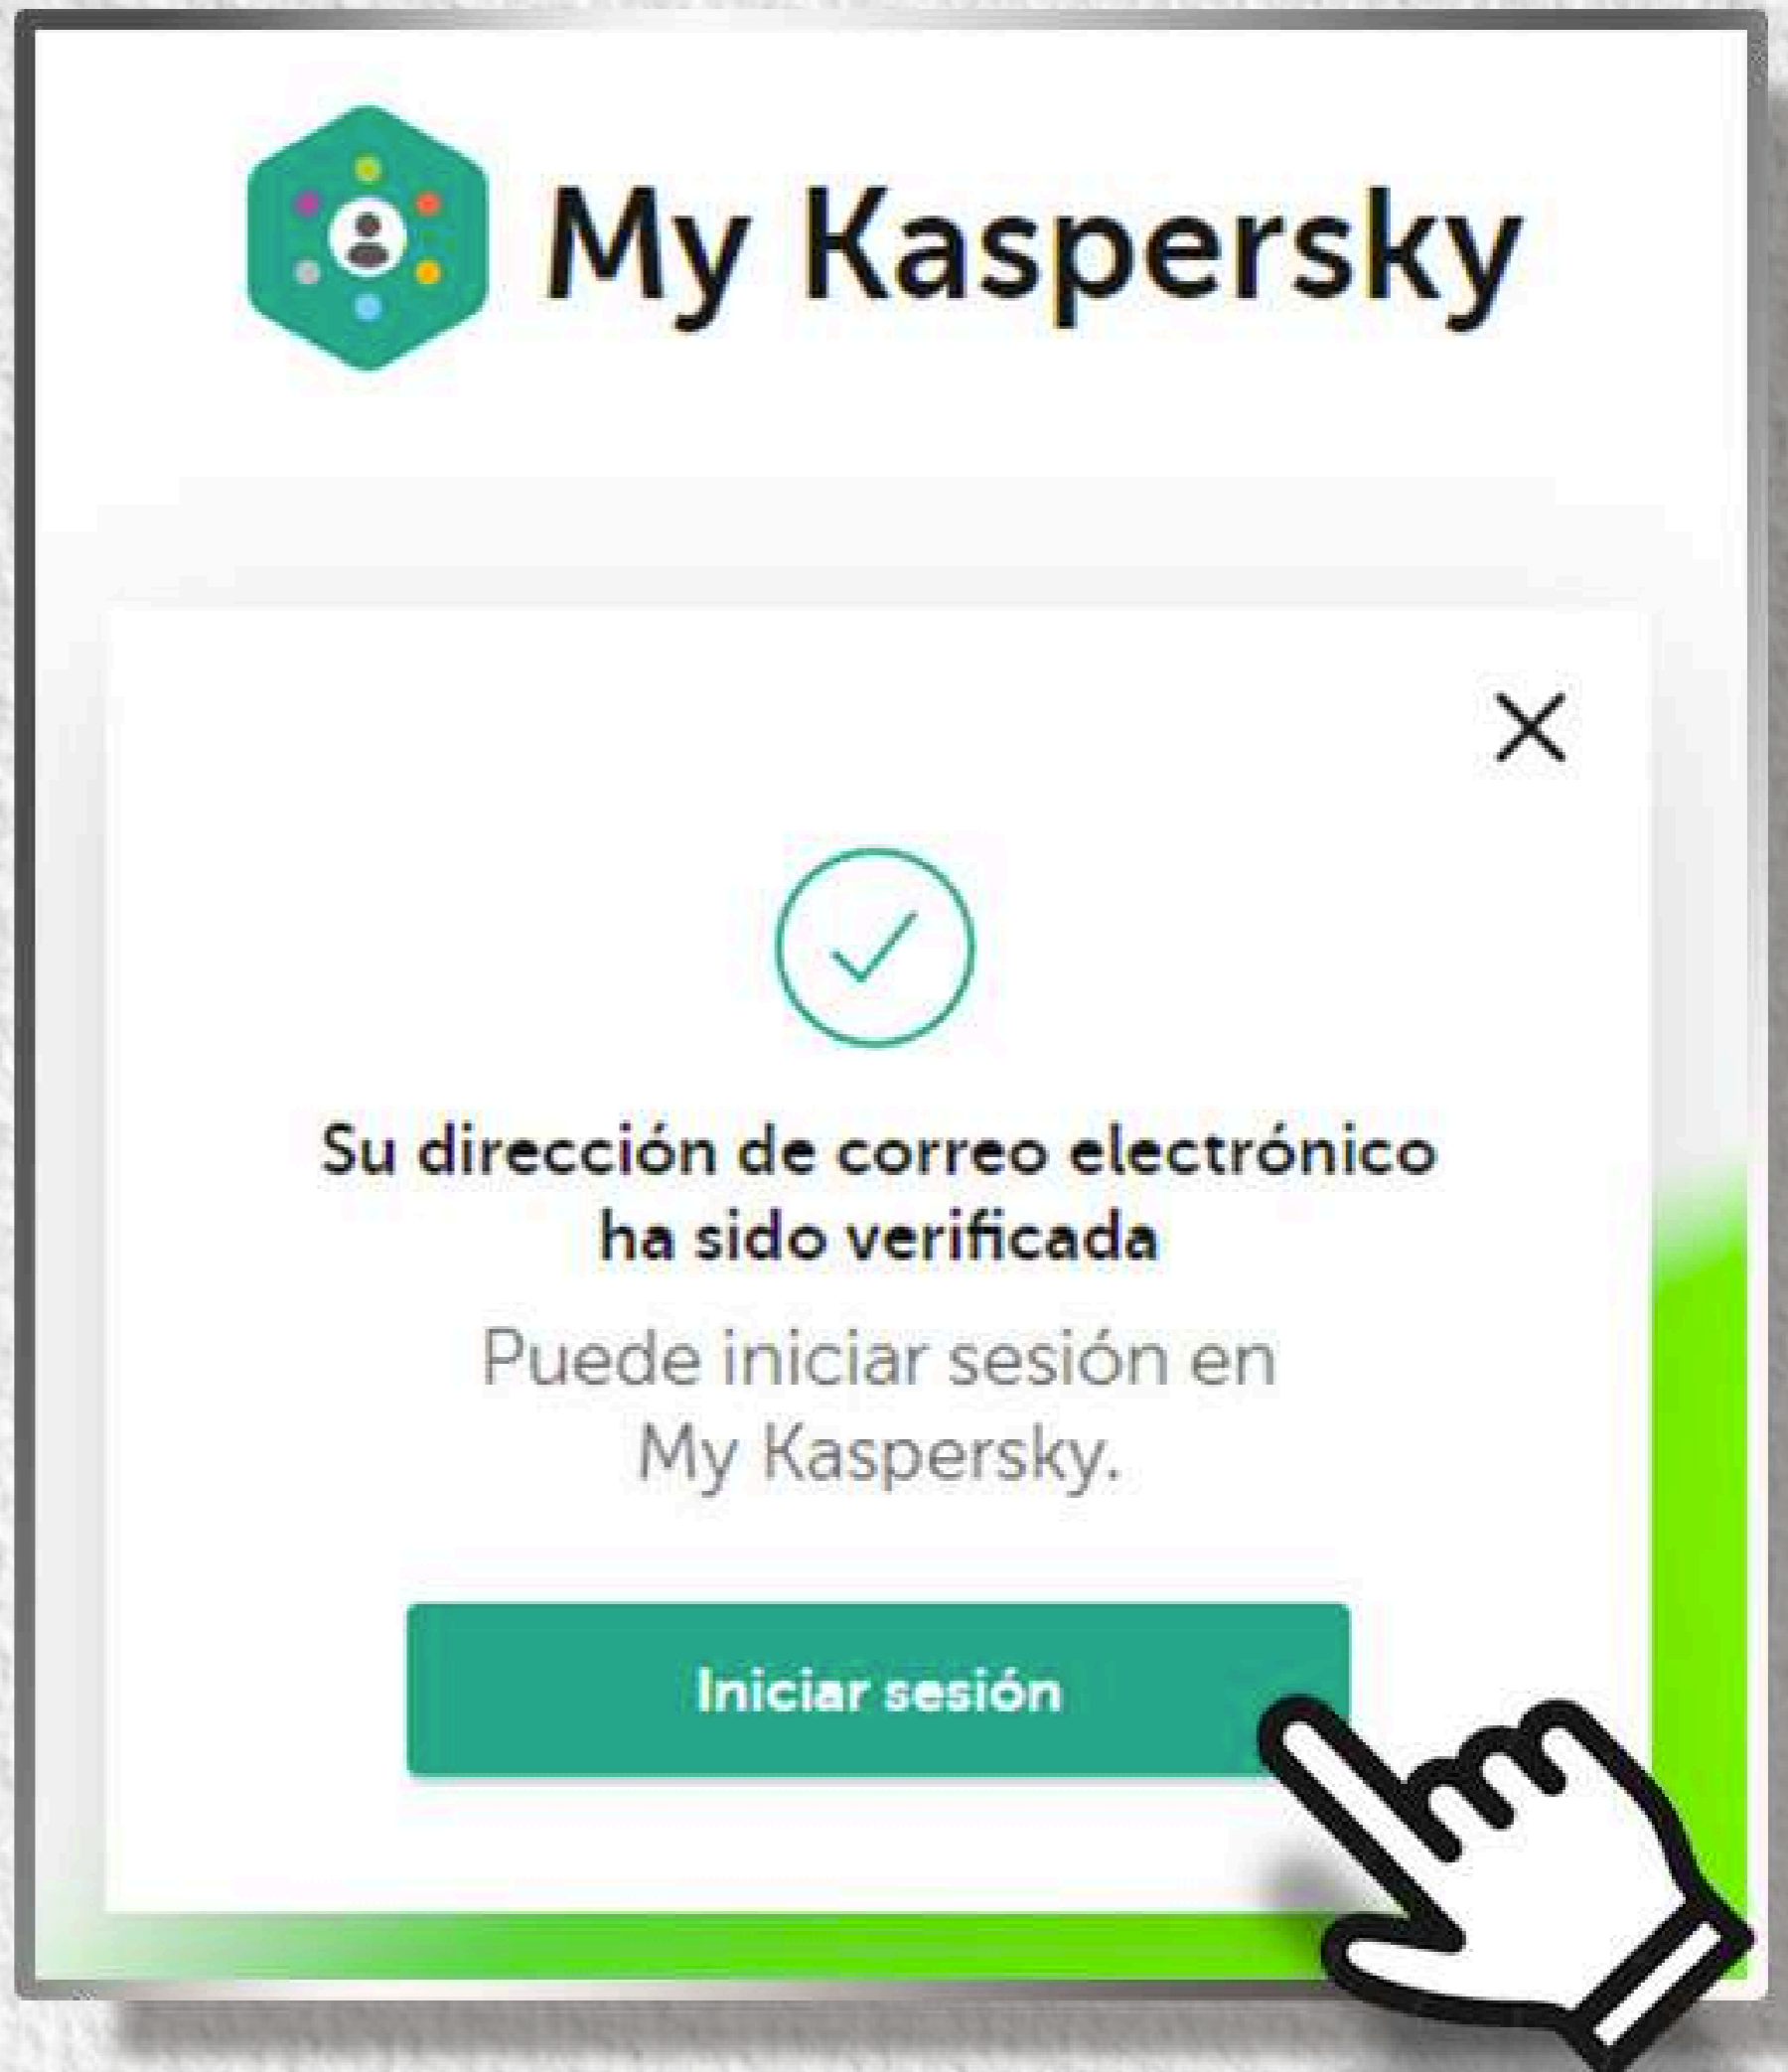 My Kaspersky
Su dirección de correo electrónico
ha sido verificada
Puede iniciar sesión en
My Kaspersky.
Iniciar sesión